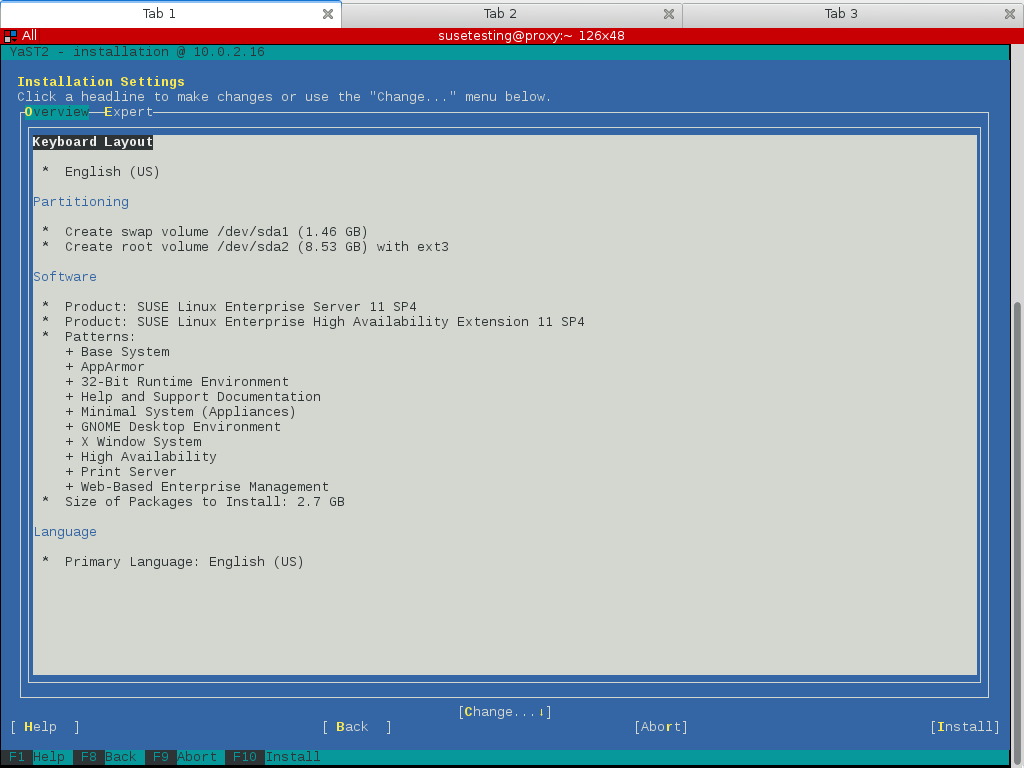 Tab 1
Tab 2
Tab 3
All
susetesting@proxy:~ 126x48
YaST2 - installation @ 10.0.2.16
Installation Settings
Click a headline to make changes or use the "Change..." menu below.
Overview Expert
Keyboard Layout
* English (US)
Partitioning
* Create swap volume /dev/sda1 (1.46 GB)
* Create root volume /dev/sda2 (8.53 GB) with ext3
Software
* Product: SUSE Linux Enterprise Server 11 SP4
* Product: SUSE Linux Enterprise High Availability Extension 11 SP4
* Patterns:
+ Base System
+ AppArmor
+ 32-Bit Runtime Environment
+ Help and Support Documentation
+ Minimal System (Appliances)
+ GNOME Desktop Environment
+ X Window System
+ High Availability
+ Print Server
+ Web-Based Enterprise Management
* Size of Packages to Install: 2.7 GB
Language
* Primary Language: English (US)
[Change...↓]
[ Help ] [ Back ] [Abort] [Install]
F1 Help F8 Back F9 Abort F10 Install